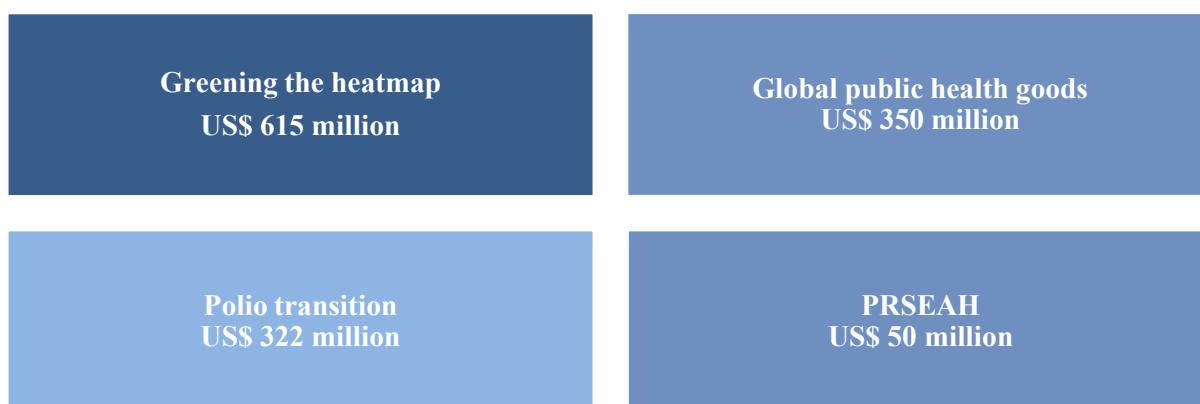 Greening the heatmap
US$ 615 million
Global public health goods
US$ 350 million
Polio transition
US$ 322 million
PRSEAH
US$ 50 million